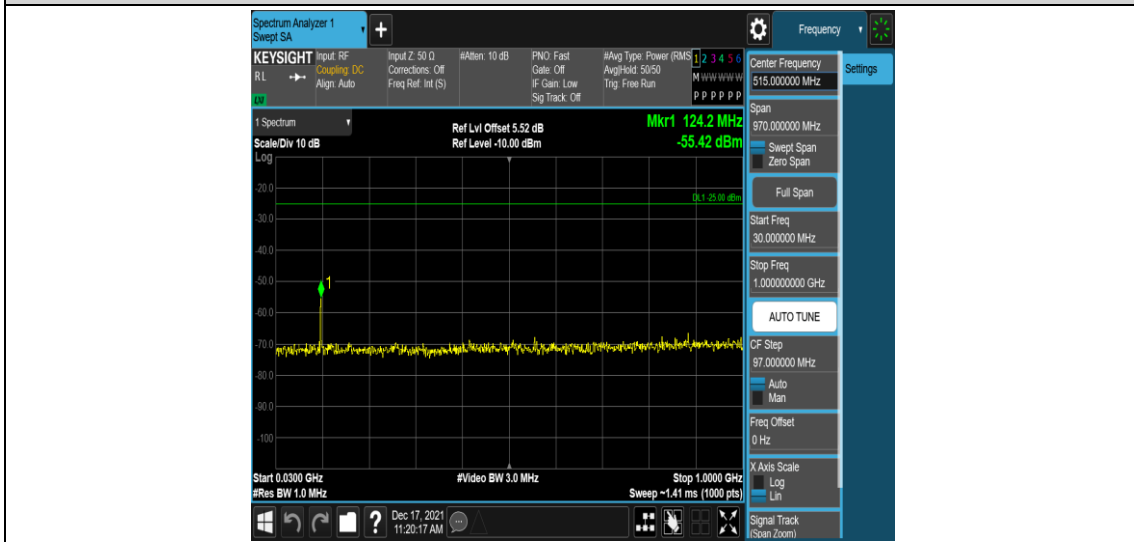 Spectrum Analyzer 1
Swept SA
+
Frequency
KEYSIGHT
RL
Input: RF
Coupling: DC
Align: Auto
Input Z: 50 Ω
Corrections: Off
Freq Ref: Int (S)
#Atten: 10 dB
PNO: Fast
Gate: Off
IF Gain: Low
Sig Track: Off
#Avg Type: Power (RMS
Avg|Hold: 50/50
Trig: Free Run
1 2 3 4 5 6
M W W W W W
P P P P P P
1 Spectrum
Scale/Div 10 dB
Log
Ref Lvl Offset 5.52 dB
Ref Level -10.00 dBm
Mkr1 124.2 MHz
-55.42 dBm
DL1 -25.00 dBm
-20.0
-30.0
-40.0
-50.0
-60.0
-70.0
-80.0
-90.0
-100
1
Start 0.0300 GHz
#Res BW 1.0 MHz
#Video BW 3.0 MHz
Stop 1.0000 GHz
Sweep ~1.41 ms (1000 pts)
Center Frequency
515.000000 MHz
Settings
Span
970.000000 MHz
Swept Span
Zero Span
Full Span
Start Freq
30.000000 MHz
Stop Freq
1.000000000 GHz
AUTO TUNE
CF Step
97.000000 MHz
Auto
Man
Freq Offset
0 Hz
X Axis Scale
Log
Lin
Signal Track
(Span Zoom)
?
Dec 17, 2021
11:20:17 AM